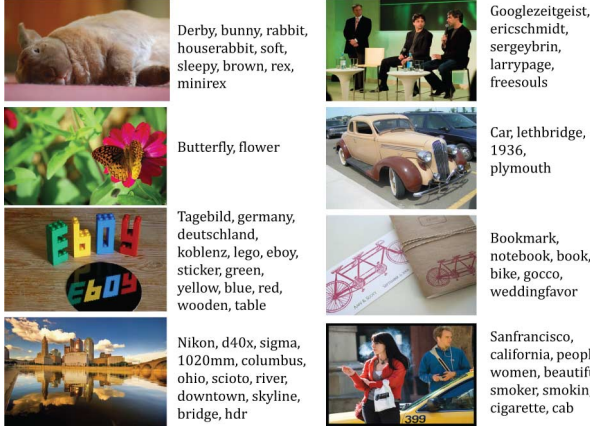 Derby, bunny, rabbit,
houserabbit, soft,
sleepy, brown, rex,
minirex
Butterfly, flower
Tagebild, germany,
deutschland,
koblenz, lego, eboy,
sticker, green,
yellow, blue, red,
wooden, table
EBOY
eboy
Nikon, d40x, sigma,
1020mm, columbus,
ohio, scioto, river,
downtown, skyline,
bridge, hdr
Googlezeitgeist,
ericschmidt,
sergeybrin,
larrypage,
freesouls
Car, lethbridge,
1936,
plymouth
Bookmark,
notebook, book,
bike, gocco,
weddingfavor
Sanfrancisco,
california, peopl
women, beautifu
smoker, smoking
cigarette, cab
399